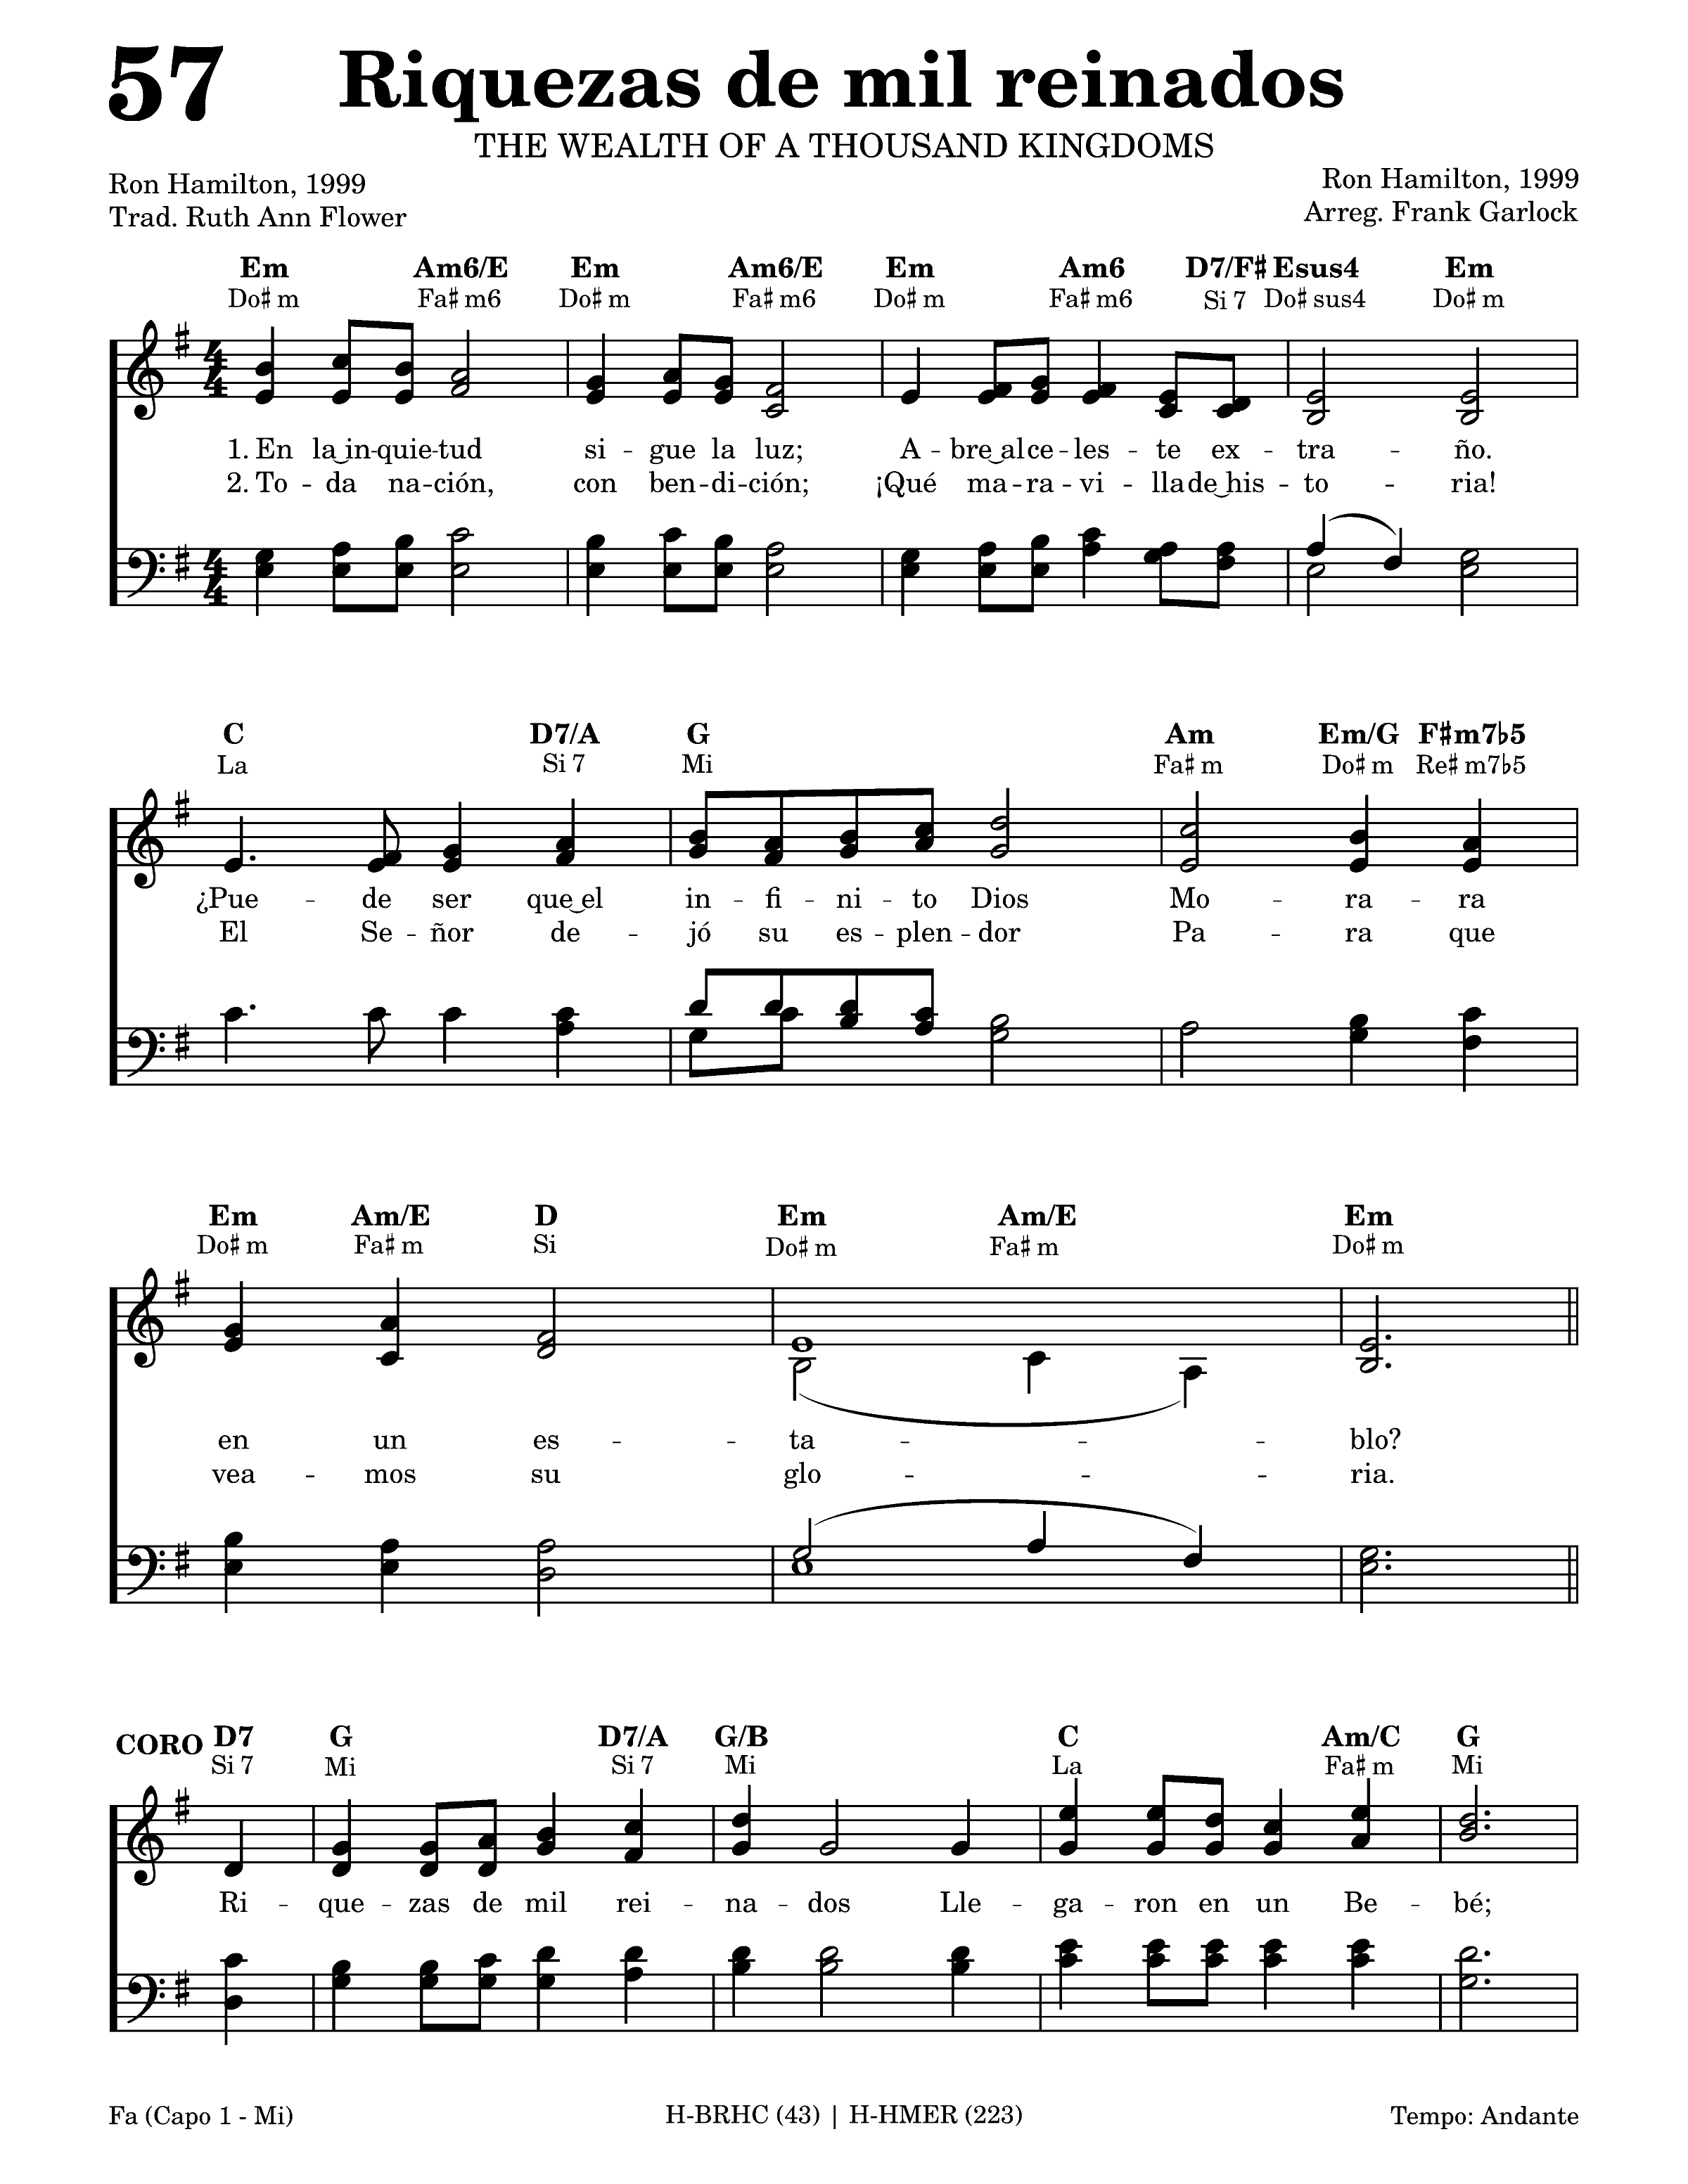 57 Riquezas de mil reinados
THE WEALTH OF A THOUSAND KINGDOMS
Ron Hamilton, 1999 Ron Hamilton, 1999
Trad. Ruth Ann Flower Arreg. Frank Garlock
Em Am6/E Em Am6/E Em Am6 D7/F♯ Esus4 Em
Do♯ m Fa♯ m6 Do♯ m Fa♯ m6 Do♯ m Fa♯ m6 Si 7 Do♯ sus4 Do♯ m
4 4
1. En la‿in - quie - tud si - gue la luz; A - bre‿al - ce - les - te ex - tra - ño.
2. To - da na - ción, con ben - di - ción; ¡Qué ma - ra - vi - lla de‿his - to - ria!
4 4
C D7/A G Am Em/G F♯m7♭5
La Si 7 Mi Fa♯ m Do♯ m Re♯ m7♭5
¿Pue - de ser que‿el in - fi - ni - to Dios Mo - ra - ra
El Se - ñor de - jó su es - plen - dor Pa - ra que
Em Am/E D Em Am/E Em
Do♯ m Fa♯ m Si Do♯ m Fa♯ m Do♯ m
en un es - ta - - blo?
vea - mos su glo - - ria.
CORO D7 G D7/A G/B C Am/C G
Si 7 Mi Si 7 Mi La Fa♯ m Mi
Ri - que - zas de mil rei - na - dos Lle - ga - ron en un Be - bé;
Fa (Capo 1 - Mi) H-BRHC (43) | H-HMER (223) Tempo: Andante